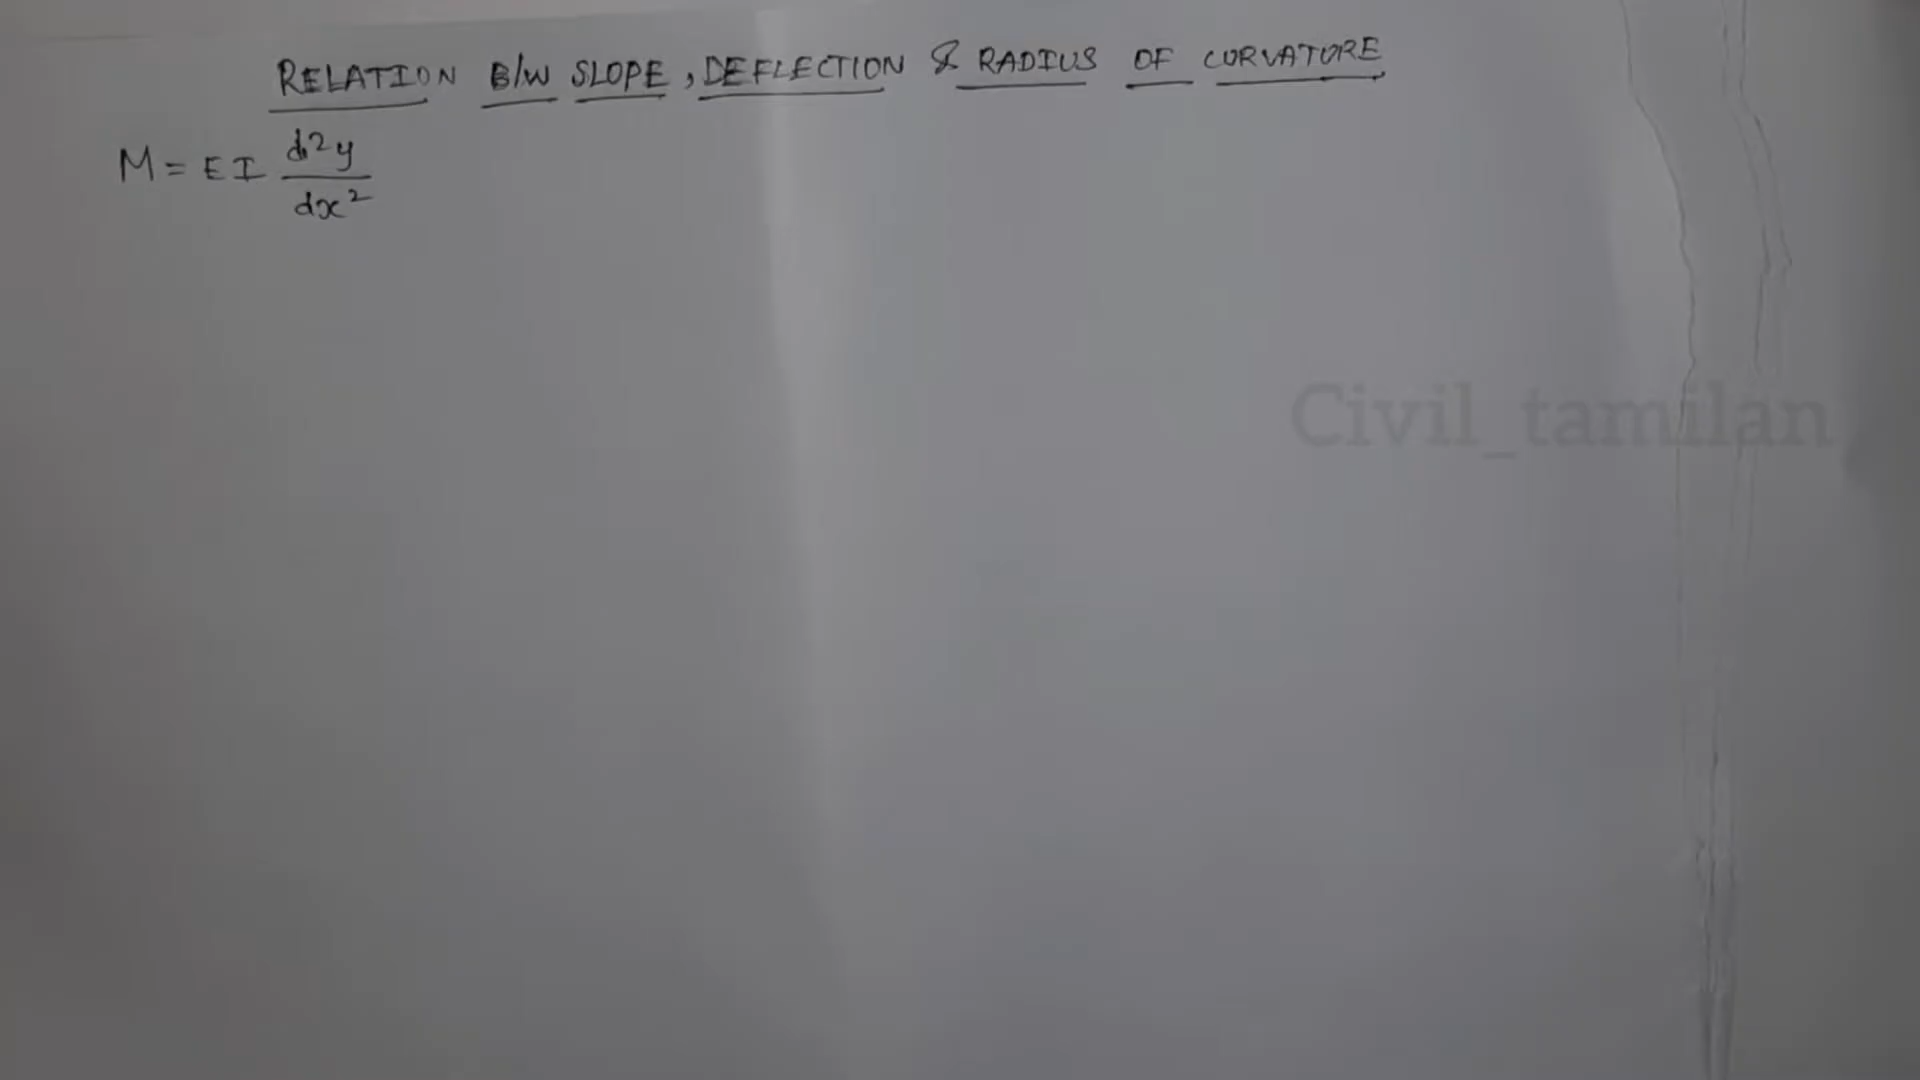 RELATION B/W SLOPE, DEFLECTION & RADIUS OF CURVATURE
M = EI d²y/dx²
Civil_tamilan